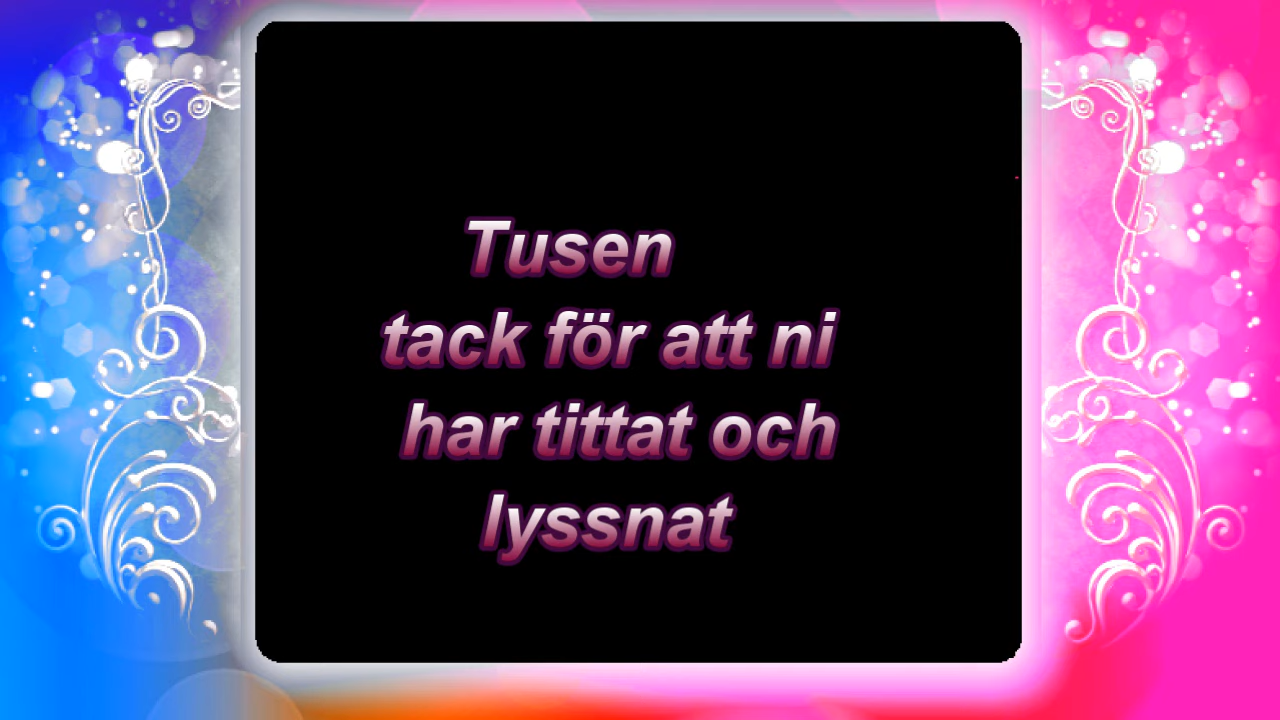 Tusen
tack för att ni
har tittat och
lyssnat